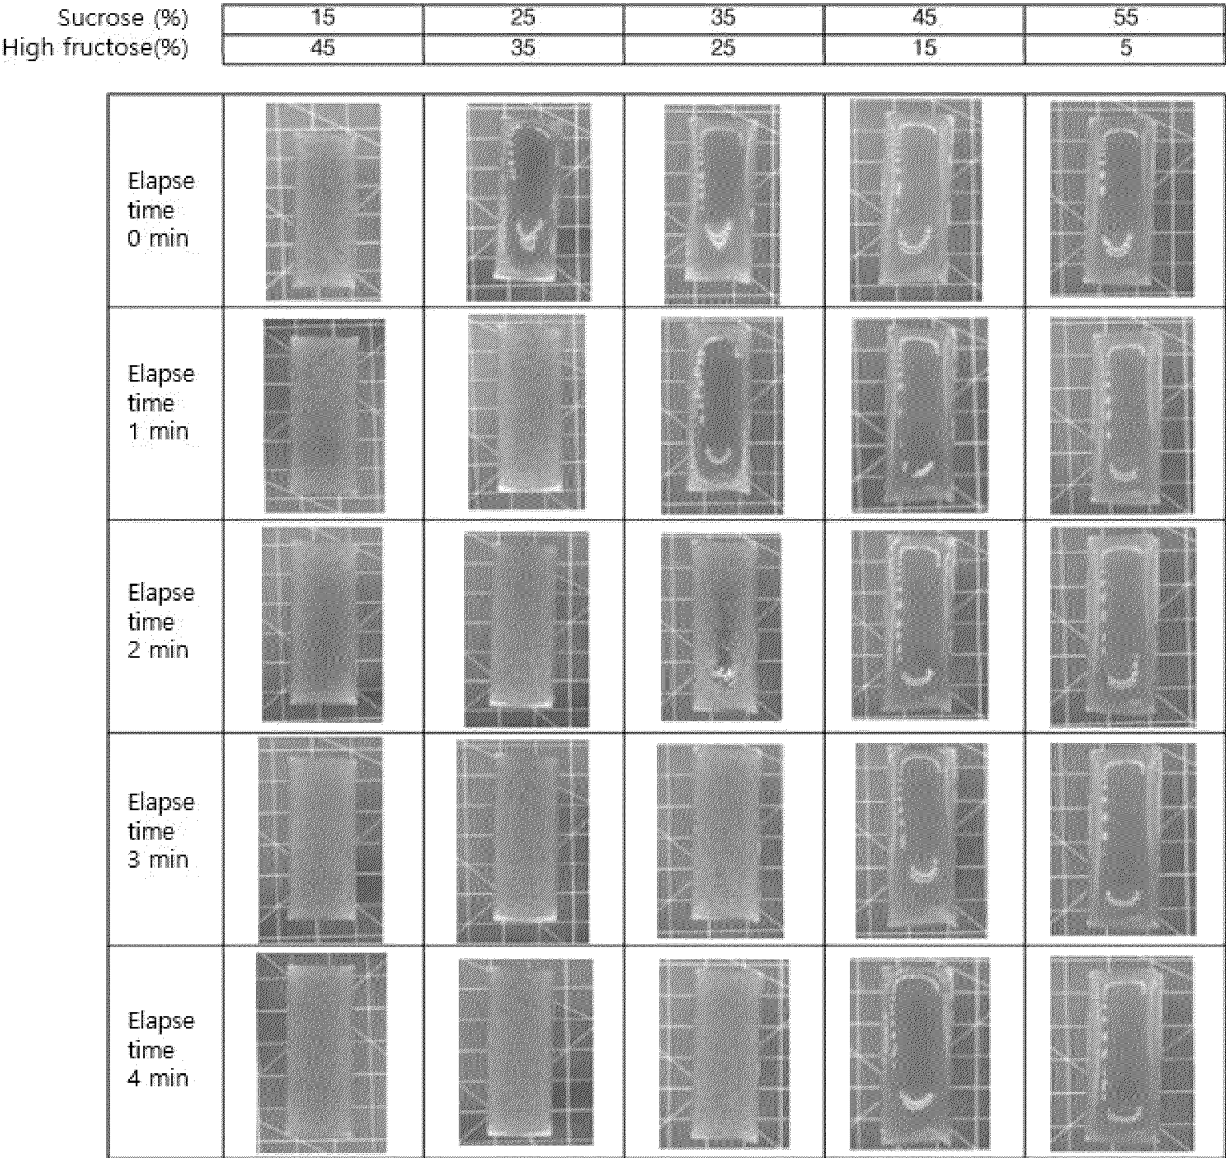 Sucrose (%) 15 25 35 45 55
High fructose(%) 45 35 25 15 5
Elapse
time
0 min
Elapse
time
1 min
Elapse
time
2 min
Elapse
time
3 min
Elapse
time
4 min